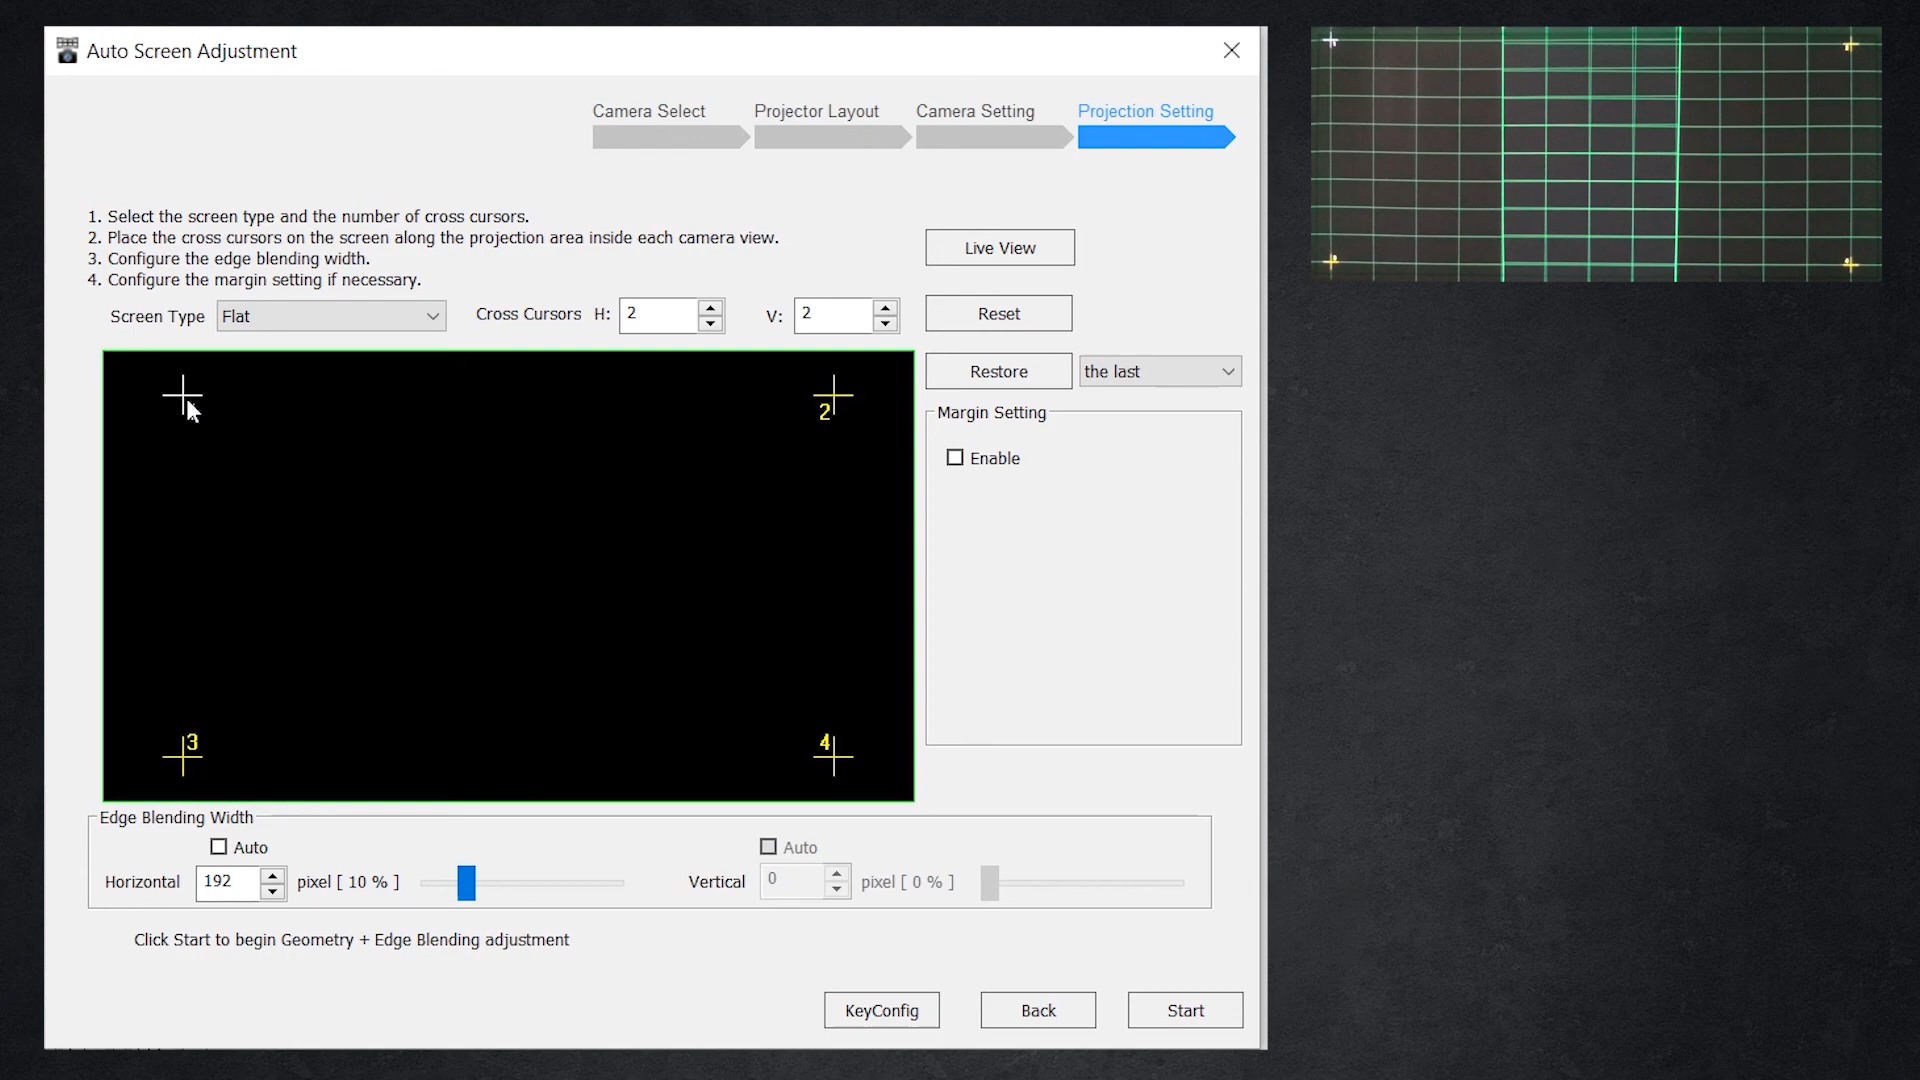 Auto Screen Adjustment
Camera Select
Projector Layout
Camera Setting
Projection Setting
1. Select the screen type and the number of cross cursors.
2. Place the cross cursors on the screen along the projection area inside each camera view.
3. Configure the edge blending width.
4. Configure the margin setting if necessary.
Live View
Screen Type Flat
Cross Cursors H: 2
V: 2
Reset
Restore
the last
Margin Setting
Enable
2
3
4
Edge Blending Width
Auto
Auto
Horizontal 192 pixel [ 10 % ]
Vertical 0 pixel [ 0 % ]
Click Start to begin Geometry + Edge Blending adjustment
KeyConfig
Back
Start